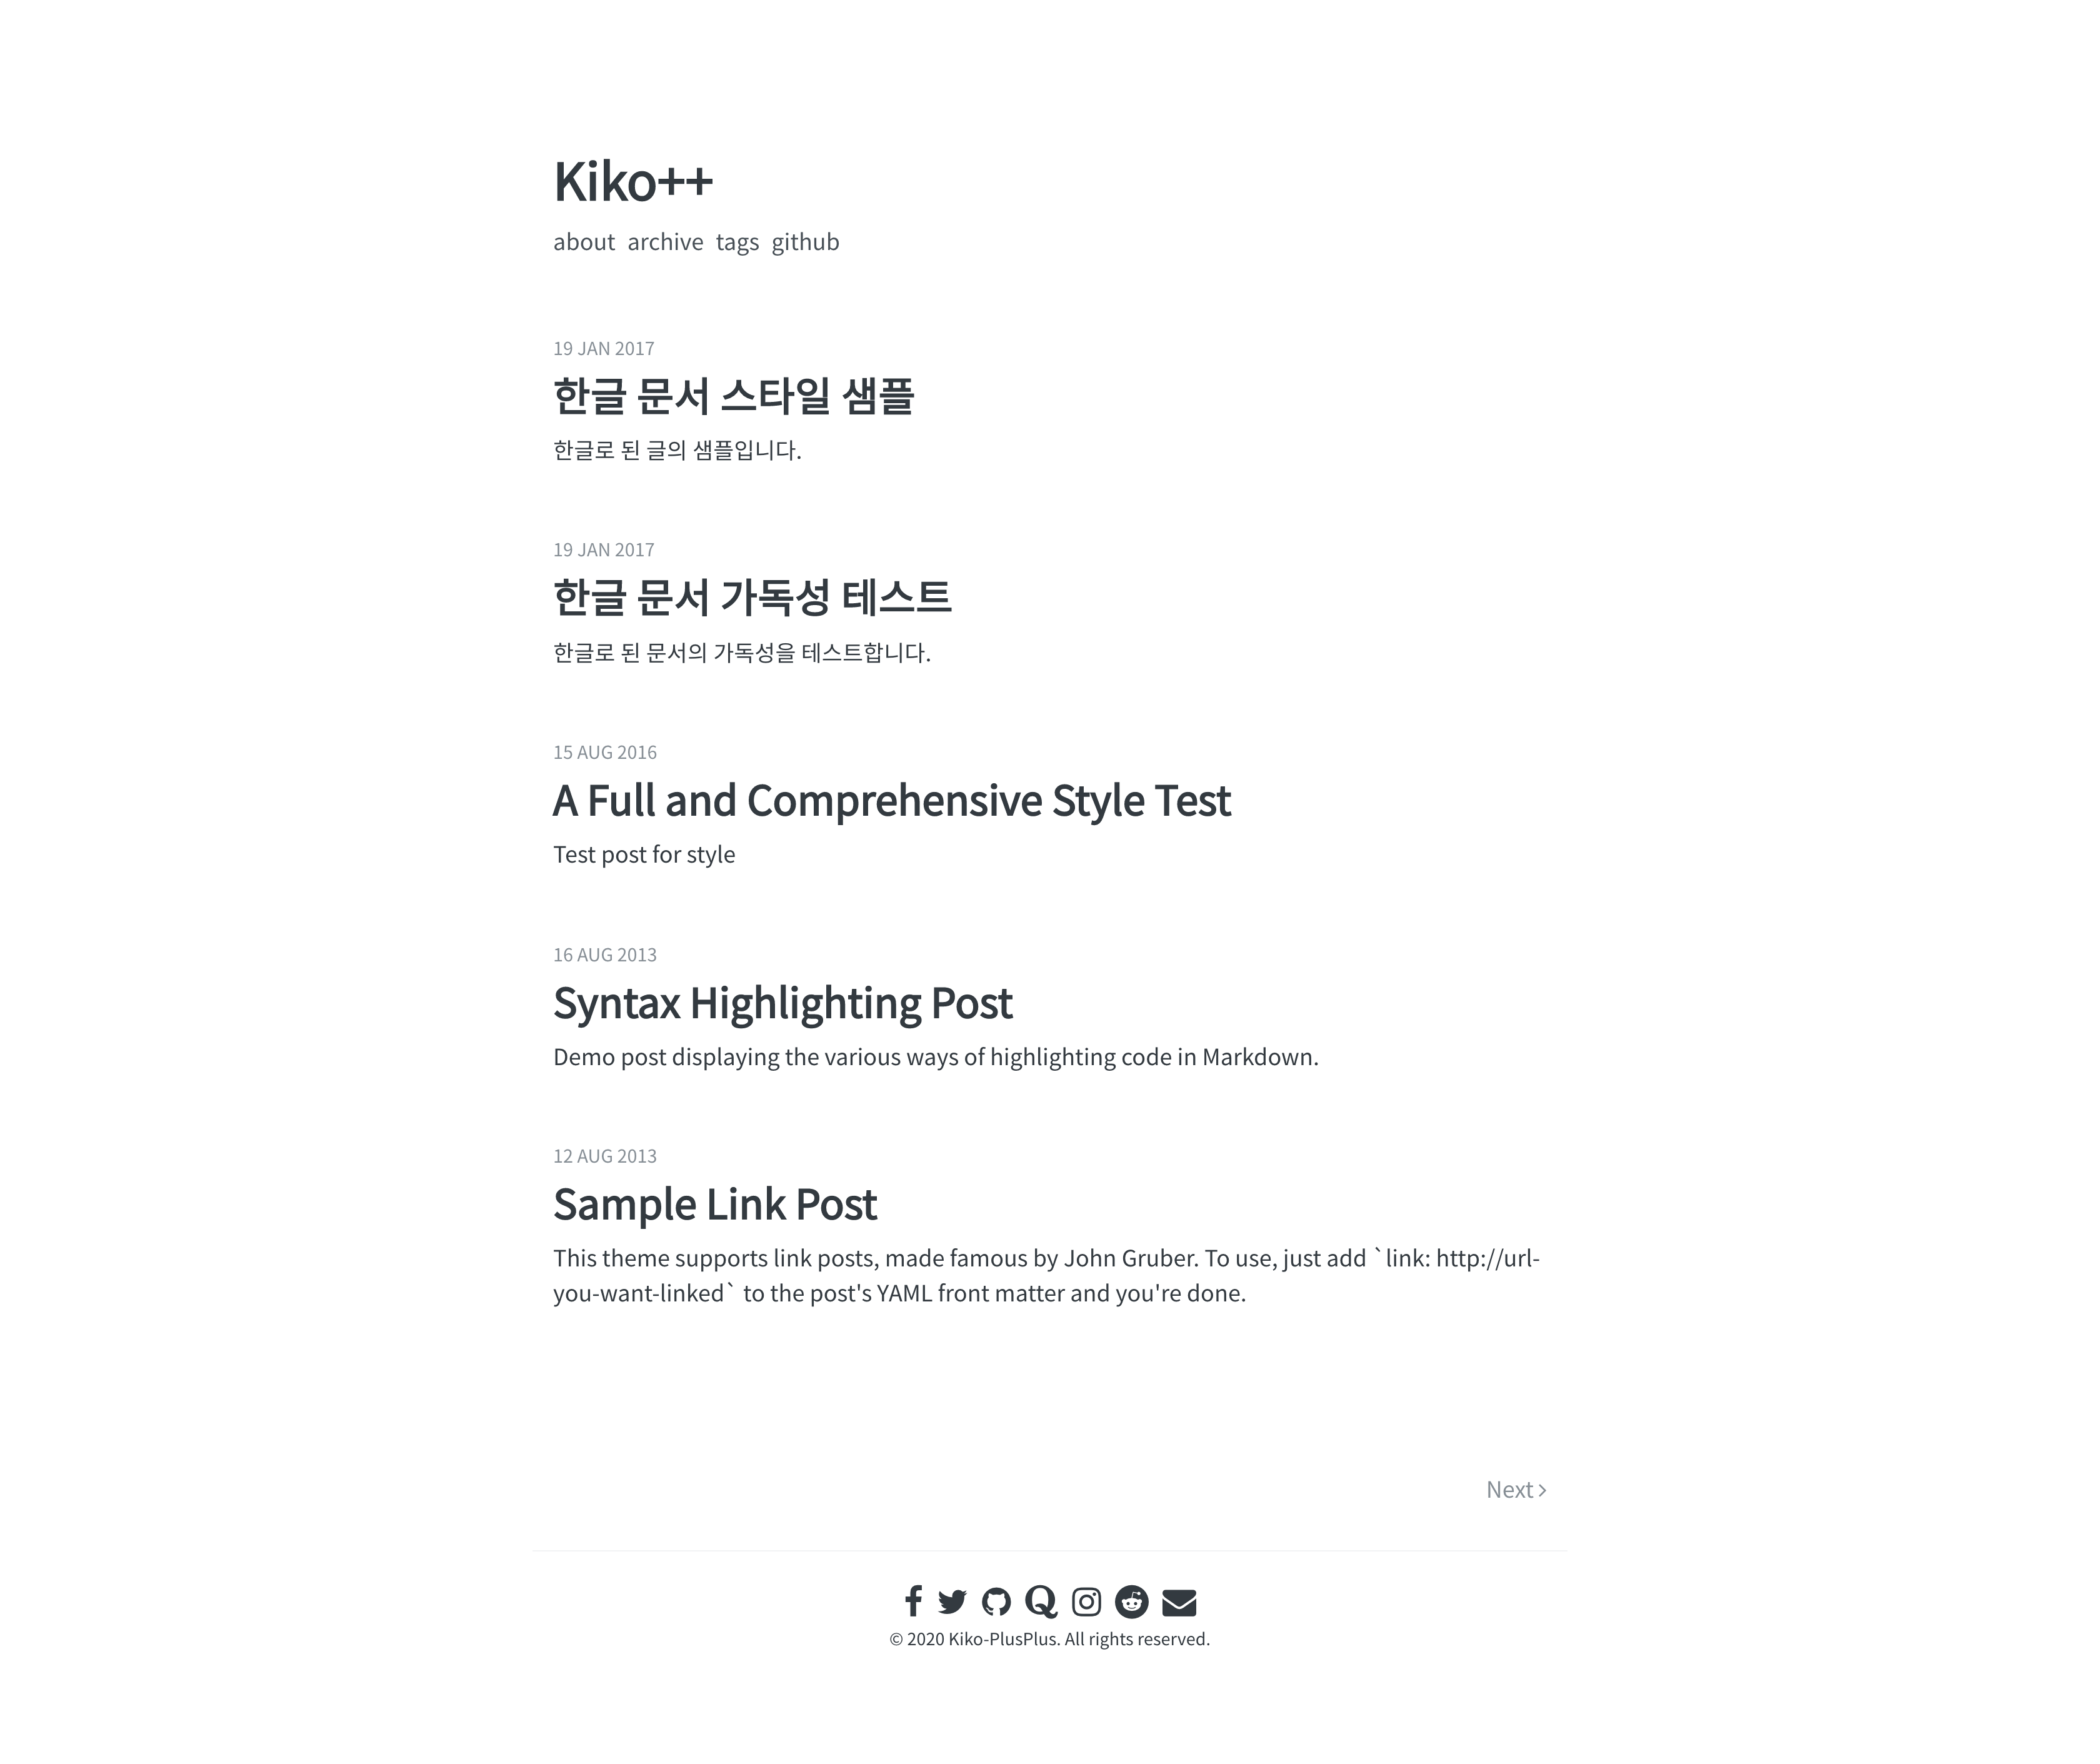 Kiko++
about archive tags github
19 JAN 2017
한글 문서 스타일 샘플
한글로 된 글의 샘플입니다.
19 JAN 2017
한글 문서 가독성 테스트
한글로 된 문서의 가독성을 테스트합니다.
15 AUG 2016
A Full and Comprehensive Style Test
Test post for style
16 AUG 2013
Syntax Highlighting Post
Demo post displaying the various ways of highlighting code in Markdown.
12 AUG 2013
Sample Link Post
This theme supports link posts, made famous by John Gruber. To use, just add `link: http://url-
you-want-linked` to the post's YAML front matter and you're done.
Next ›
© 2020 Kiko-PlusPlus. All rights reserved.